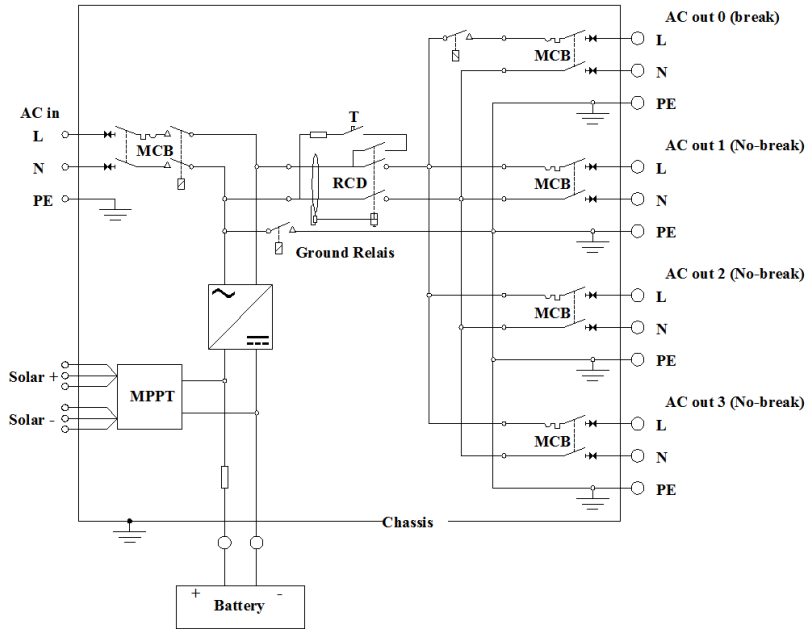 AC out 0 (break)
L
MCB
N
PE
AC in
L
MCB
N
PE
T
RCD
Ground Relais
AC out 1 (No-break)
L
MCB
N
PE
AC out 2 (No-break)
L
MCB
N
PE
Solar +
MPPT
Solar -
AC out 3 (No-break)
L
MCB
N
PE
Chassis
+ -
Battery